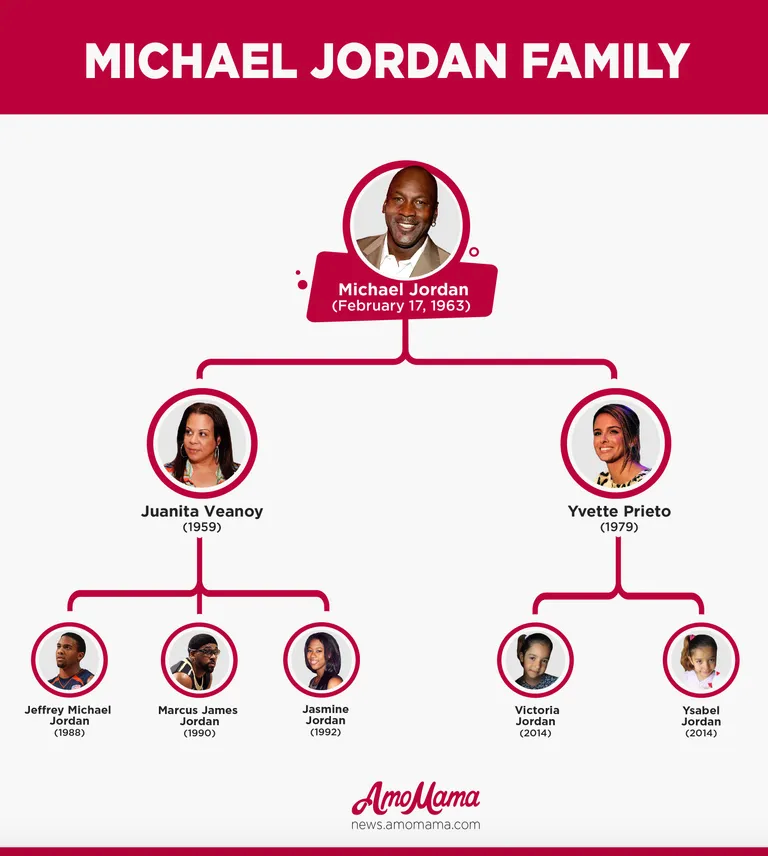 MICHAEL JORDAN FAMILY
Michael Jordan
(February 17, 1963)
Juanita Veanoy
(1959)
Yvette Prieto
(1979)
Jeffrey Michael
Jordan
(1988)
Marcus James
Jordan
(1990)
Jasmine
Jordan
(1992)
Victoria
Jordan
(2014)
Ysabel
Jordan
(2014)
AmoMama
news.amomama.com